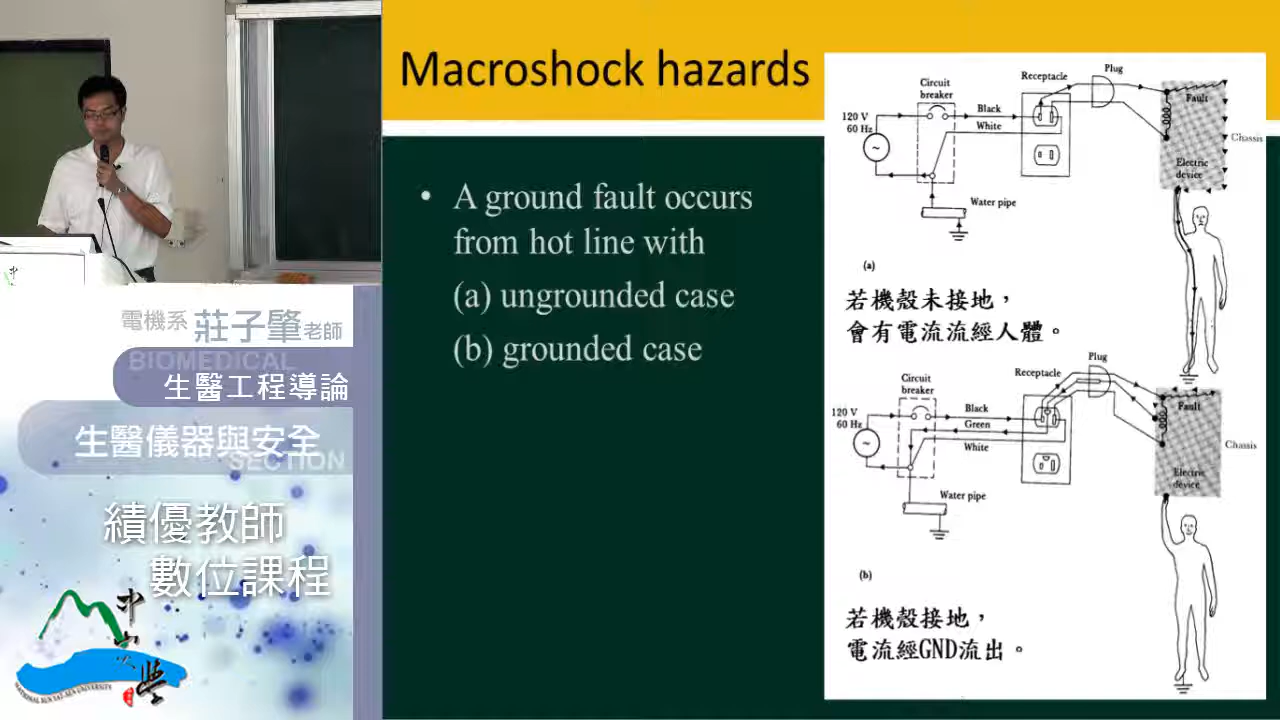 Macroshock hazards
• A ground fault occurs
from hot line with
(a) ungrounded case
(b) grounded case
Circuit
breaker
Receptacle
Plug
120 V
60 Hz
Black
White
Fault
Chassis
Electric
device
Water pipe
(a)
若機殼未接地，
會有電流流經人體。
Circuit
breaker
Receptacle
Plug
120 V
60 Hz
Black
Green
White
Fault
Chassis
Electric
device
Water pipe
(b)
若機殼接地，
電流經GND流出。
電機系 莊子肇老師
BIOMEDICAL
生醫工程導論
生醫儀器與安全
SECTION
績優教師
數位課程
NATIONAL SUN YAT-SEN UNIVERSITY